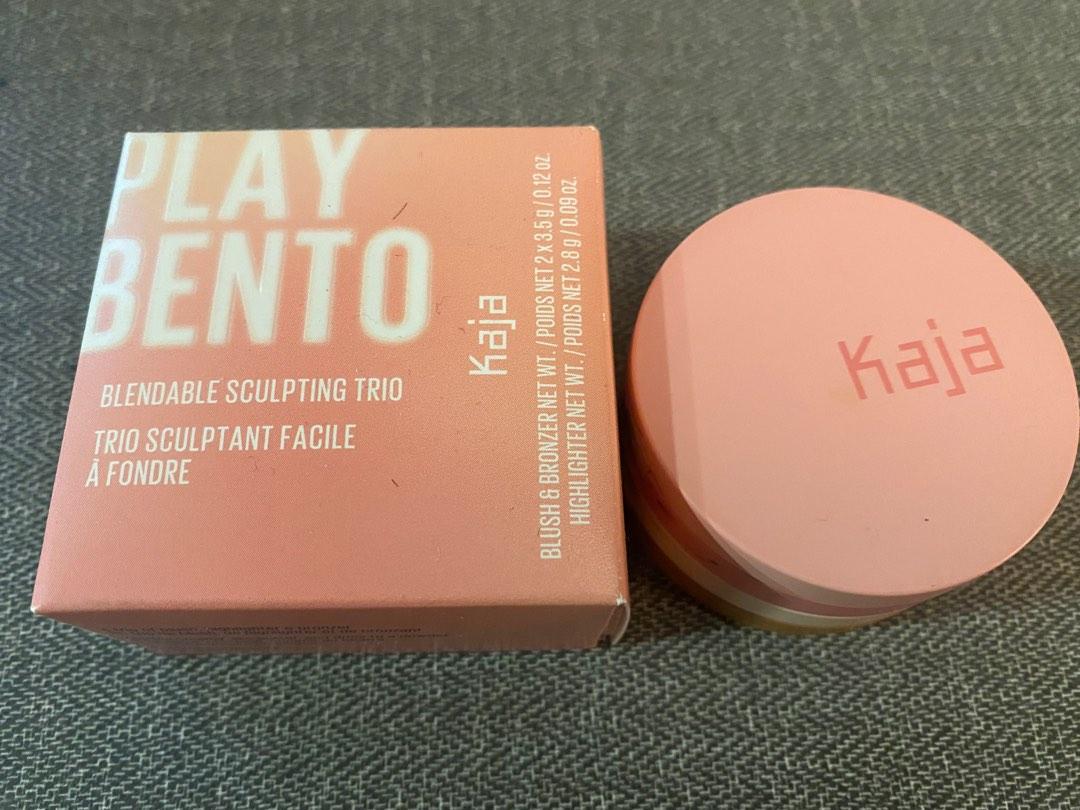 PLAY
BENTO
BLENDABLE SCULPTING TRIO
TRIO SCULPTANT FACILE
À FONDRE
Kaja
BLUSH & BRONZER NET WT. / POIDS NET 2 X 3.5 g / 0.12 oz.
HIGHLIGHTER NET WT. / POIDS NET 2.8 g / 0.09 oz.
Kaja